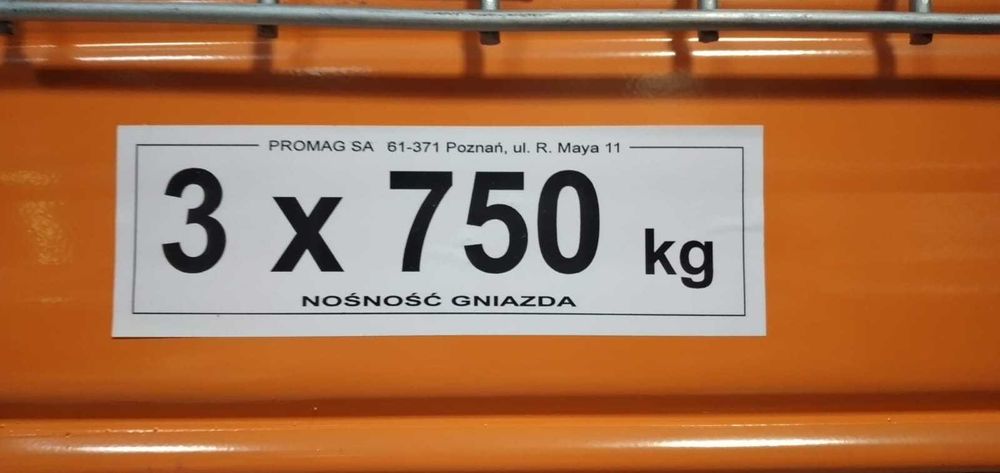 PROMAG SA 61-371 Poznań, ul. R. Maya 11
3 x 750 kg
NOŚNOŚĆ GNIAZDA